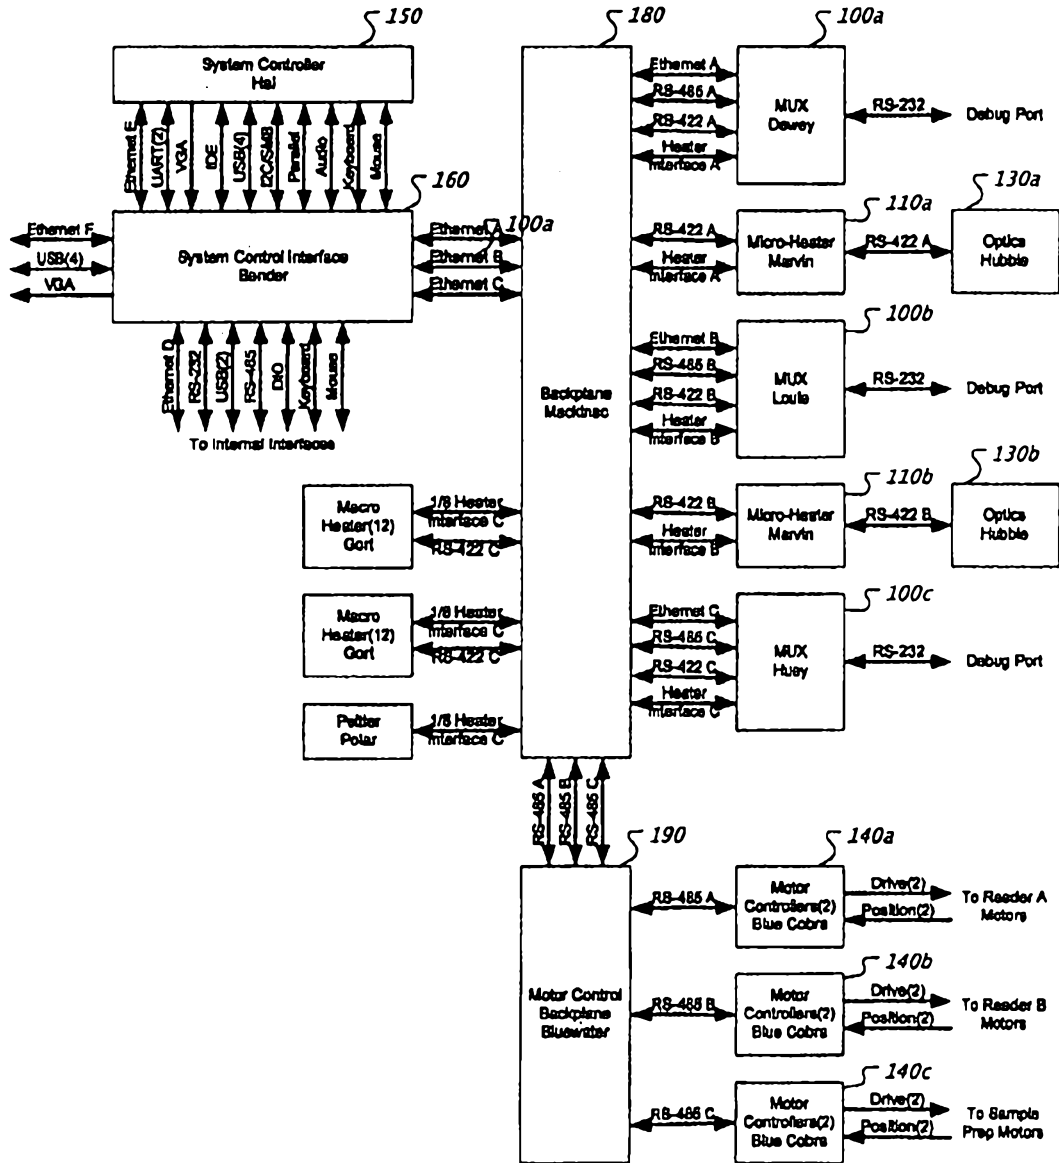 150
180
100a
System Controller
Hal
Ethernet E
UART(2)
VGA
IDE
USB(4)
I2C/SMB
Parallel
Audio
Keyboard
Mouse
160
Ethernet A
RS-485 A
RS-422 A
Heater
Interface A
MUX
Dewey
RS-232
Debug Port
Ethernet F
USB(4)
VGA
System Control Interface
Bender
Ethernet A
100a
Ethernet B
Ethernet C
110a
130a
RS-422 A
Heater
Interface A
Micro-Heater
Marvin
RS-422 A
Optics
Hubble
Ethernet D
RS-232
USB(2)
RS-485
DIO
Keyboard
Mouse
To Internal Interfaces
Backplane
Macktrac
100b
Ethernet B
RS-485 B
RS-422 B
Heater
Interface B
MUX
Louie
RS-232
Debug Port
110b
130b
Macro
Heater(12)
Gort
1/8 Heater
Interface C
RS-422 C
RS-422 B
Heater
Interface B
Micro-Heater
Marvin
RS-422 B
Optics
Hubble
Macro
Heater(12)
Gort
1/8 Heater
Interface C
RS-422 C
100c
Ethernet C
RS-485 C
RS-422 C
Heater
Interface C
MUX
Huey
RS-232
Debug Port
Peltier
Polar
1/8 Heater
Interface C
RS-485 A
RS-485 B
RS-485 C
190
140a
Motor Control
Backplane
Bluewater
RS-485 A
Motor
Controllers(2)
Blue Cobra
Drive(2)
Position(2)
To Reader A
Motors
140b
RS-485 B
Motor
Controllers(2)
Blue Cobra
Drive(2)
Position(2)
To Reader B
Motors
140c
RS-485 C
Motor
Controllers(2)
Blue Cobra
Drive(2)
Position(2)
To Sample
Prep Motors